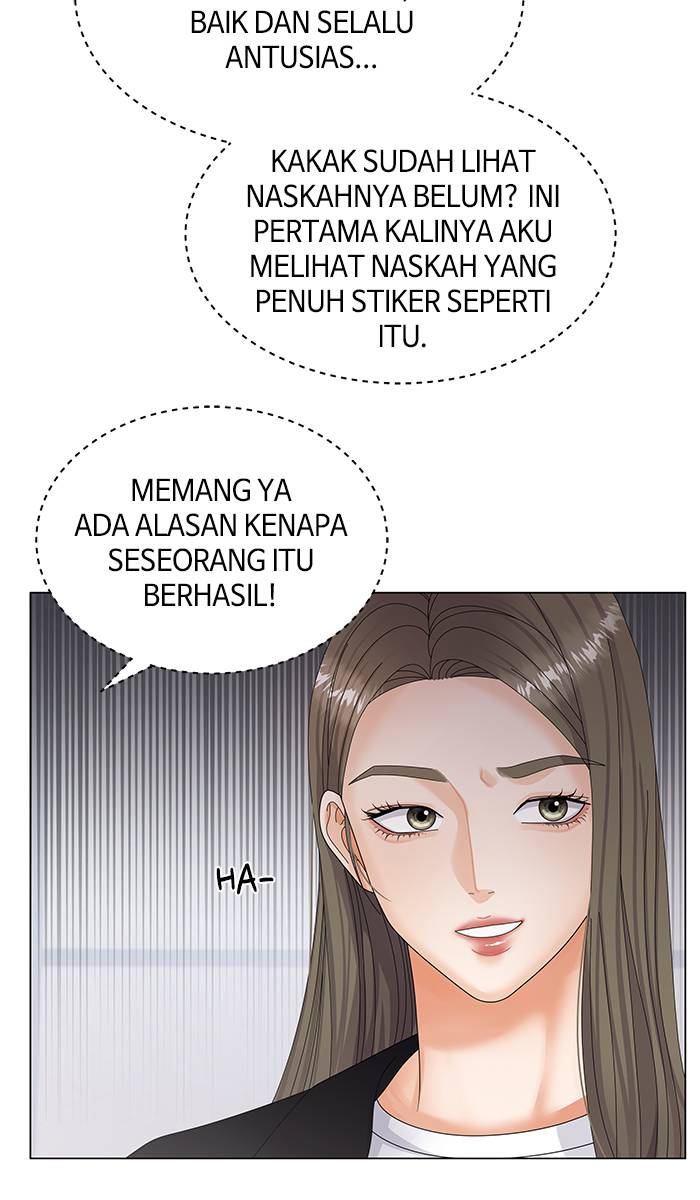 BAIK DAN SELALU
ANTUSIAS...
KAKAK SUDAH LIHAT
NASKAHNYA BELUM? INI
PERTAMA KALINYA AKU
MELIHAT NASKAH YANG
PENUH STIKER SEPERTI
ITU.
MEMANG YA
ADA ALASAN KENAPA
SESEORANG ITU
BERHASIL!
HA-